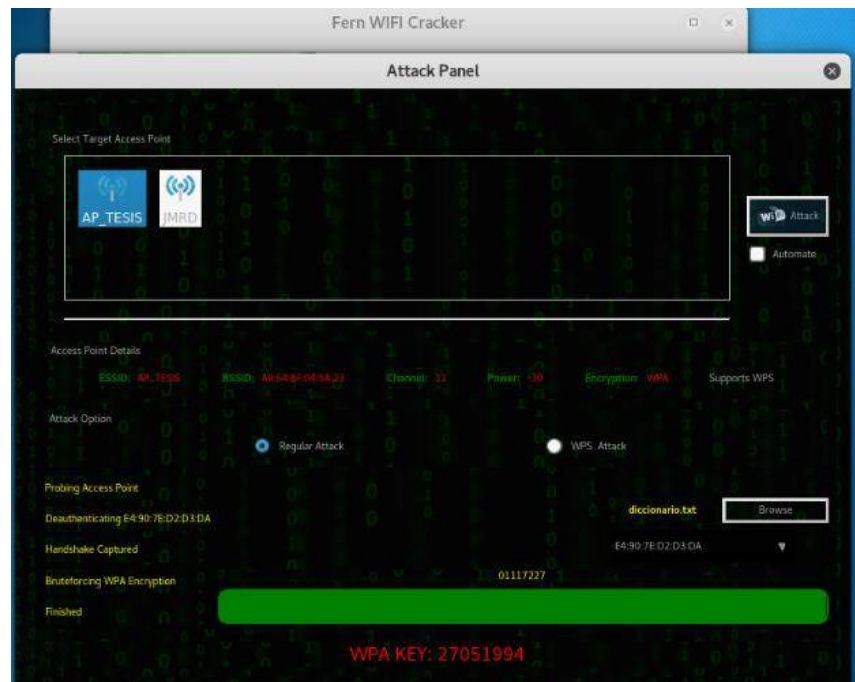 Fern WIFI Cracker
Attack Panel
Select Target Access Point
AP_TESIS JMRD
WiFi Attack
Automate
Access Point Details
ESSID: AP_TESIS BSSID: Channel: 11 Power: -30 Encryption: WPA Supports WPS
Attack Option
Regular Attack WPS Attack
Probing Access Point
diccionario.txt Browse
Deauthenticating E4:90:7E:D2:D3:DA
Handshake Captured E4:90:7E:D2:D3:DA
Bruteforcing WPA Encryption 01117227
Finished
WPA KEY: 27051994